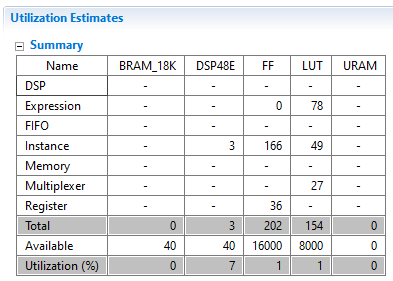 Utilization Estimates
Summary
Name BRAM_18K DSP48E FF LUT URAM
DSP - - - - -
Expression - - 0 78 -
FIFO - - - - -
Instance - 3 166 49 -
Memory - - - - -
Multiplexer - - - 27 -
Register - - 36 - -
Total 0 3 202 154 0
Available 40 40 16000 8000 0
Utilization (%) 0 7 1 1 0